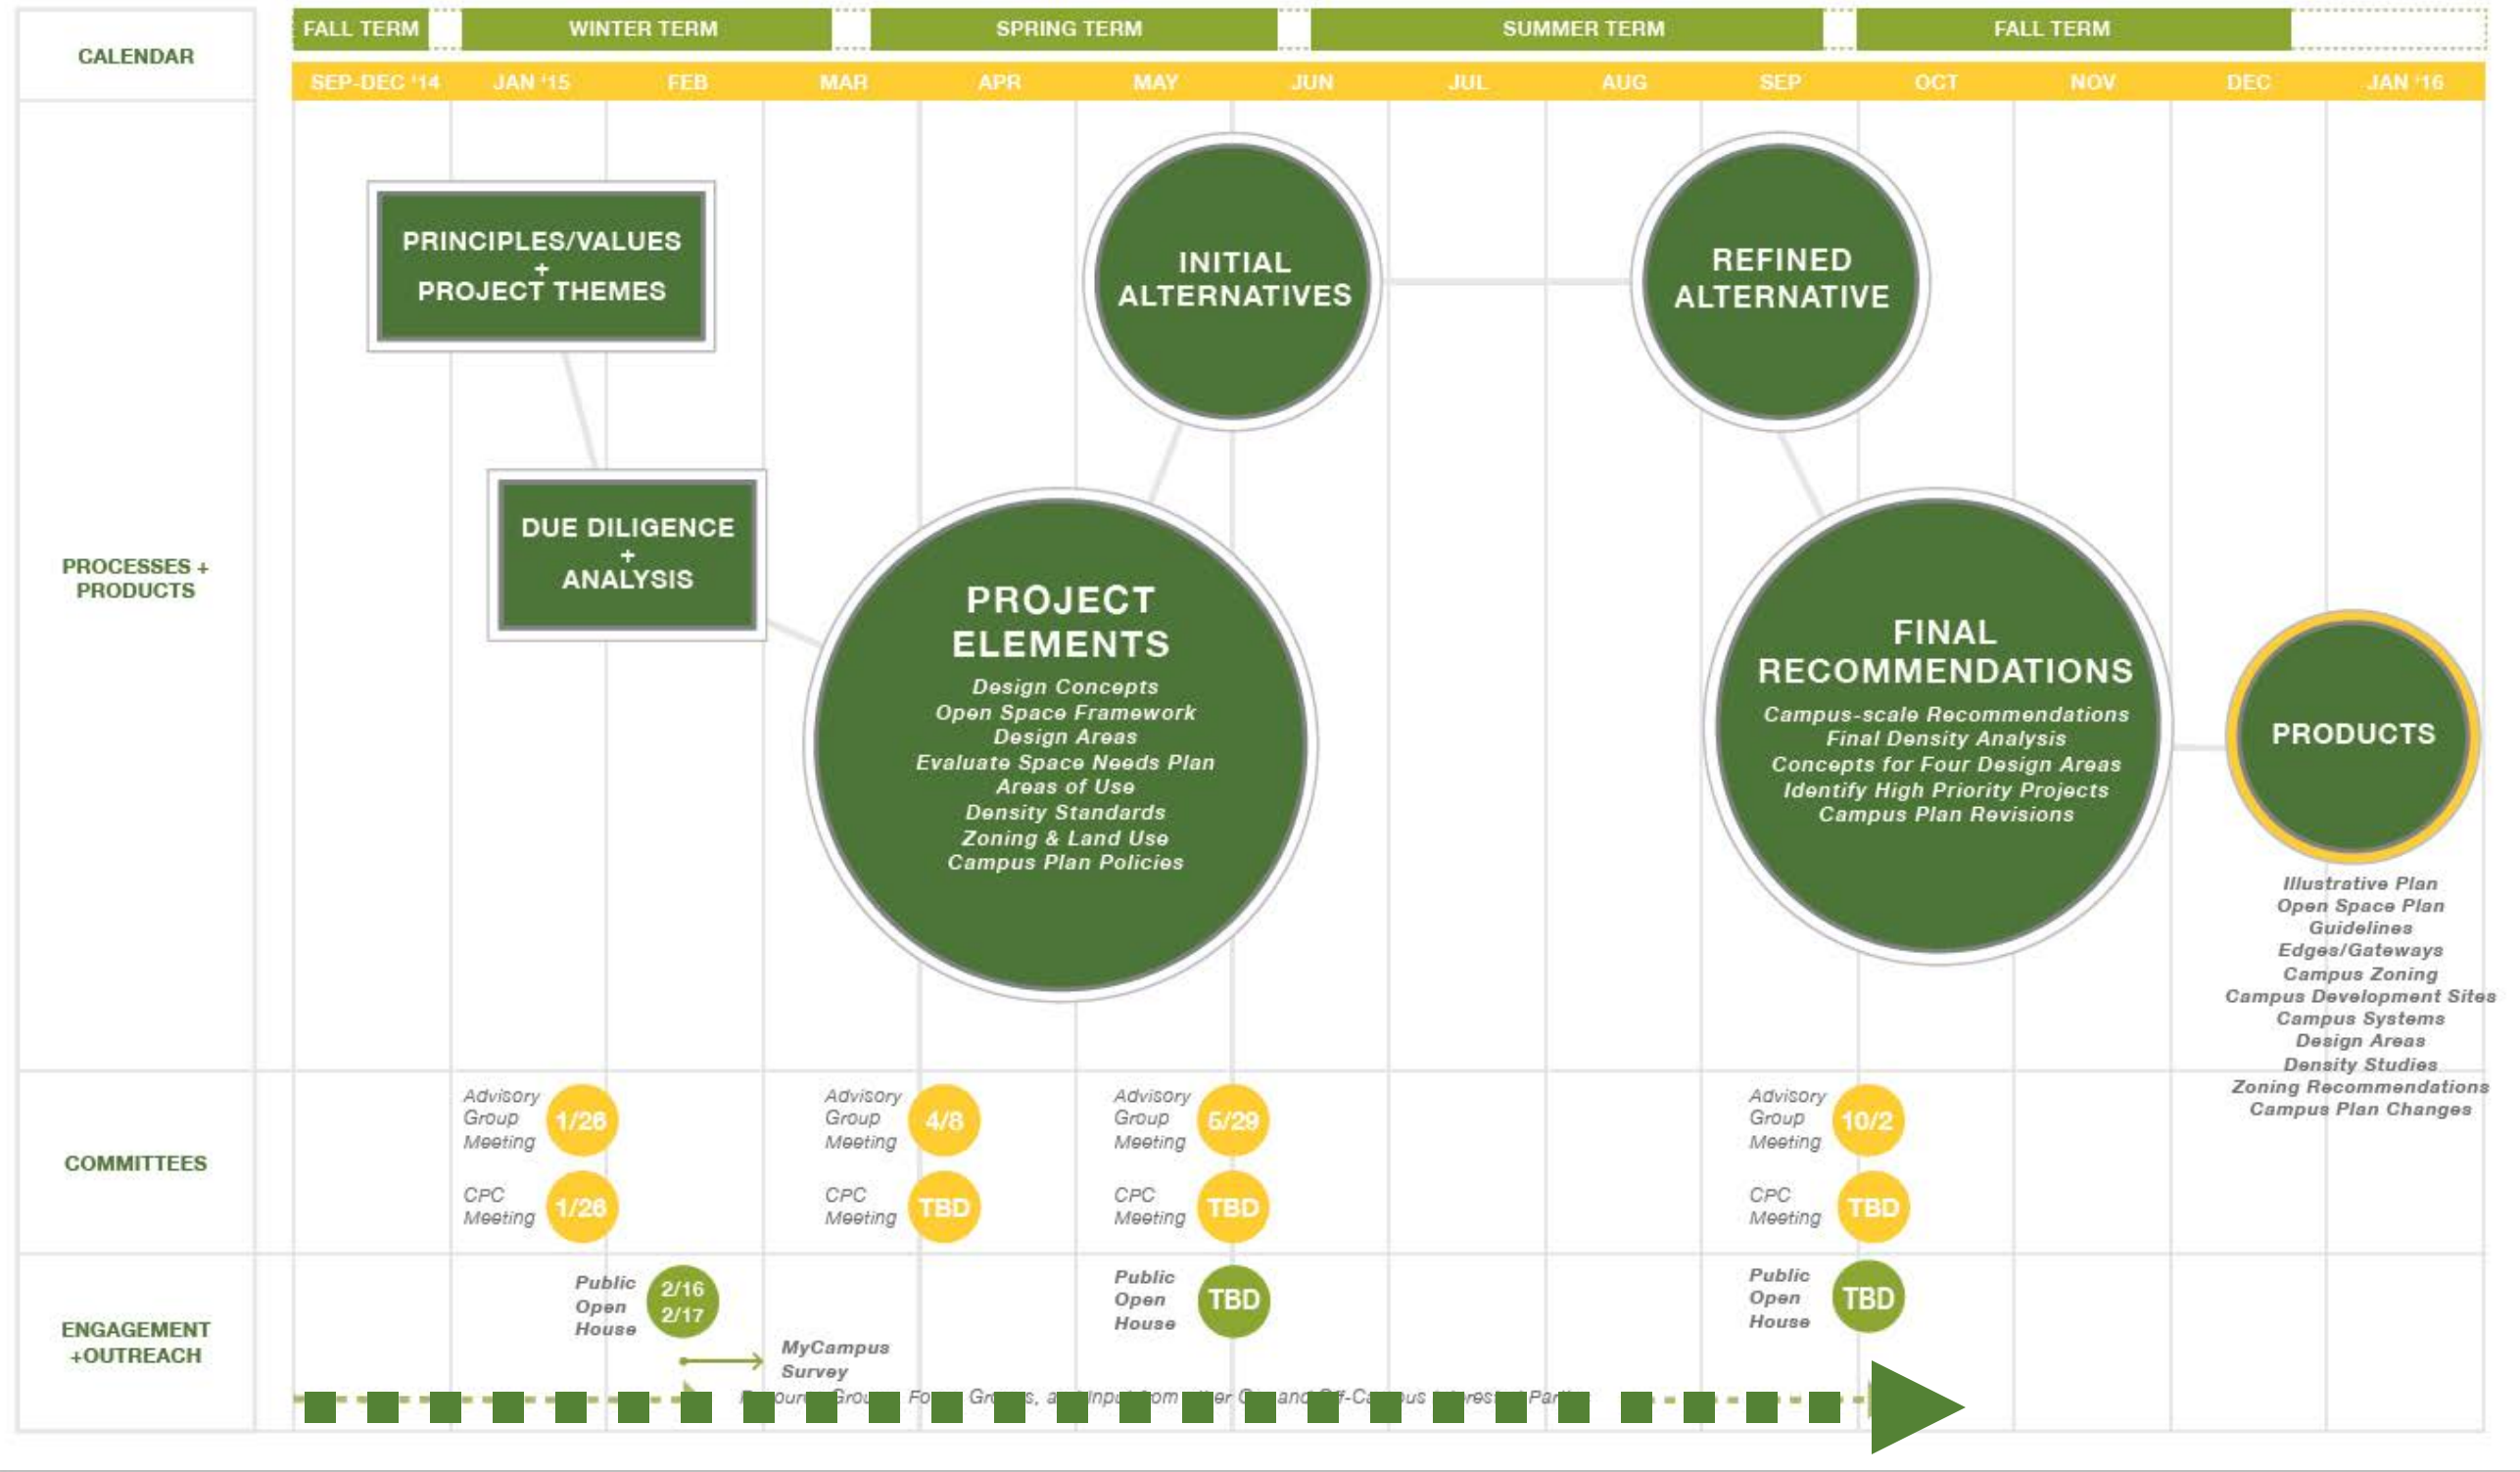 CALENDAR
FALL TERM
WINTER TERM
SPRING TERM
SUMMER TERM
FALL TERM
SEP-DEC '14
JAN '15
FEB
MAR
APR
MAY
JUN
JUL
AUG
SEP
OCT
NOV
DEC
JAN '16
PROCESSES +
PRODUCTS
PRINCIPLES/VALUES
+
PROJECT THEMES
DUE DILIGENCE
+
ANALYSIS
PROJECT
ELEMENTS
Design Concepts
Open Space Framework
Design Areas
Evaluate Space Needs Plan
Areas of Use
Density Standards
Zoning & Land Use
Campus Plan Policies
INITIAL
ALTERNATIVES
REFINED
ALTERNATIVE
FINAL
RECOMMENDATIONS
Campus-scale Recommendations
Final Density Analysis
Concepts for Four Design Areas
Identify High Priority Projects
Campus Plan Revisions
PRODUCTS
Illustrative Plan
Open Space Plan
Guidelines
Edges/Gateways
Campus Zoning
Campus Development Sites
Campus Systems
Design Areas
Density Studies
Zoning Recommendations
Campus Plan Changes
COMMITTEES
Advisory
Group
Meeting
1/26
Advisory
Group
Meeting
4/8
Advisory
Group
Meeting
5/29
Advisory
Group
Meeting
10/2
CPC
Meeting
1/26
CPC
Meeting
TBD
CPC
Meeting
TBD
CPC
Meeting
TBD
ENGAGEMENT
+OUTREACH
Public
Open
House
2/16
2/17
Public
Open
House
TBD
Public
Open
House
TBD
MyCampus
Survey
and